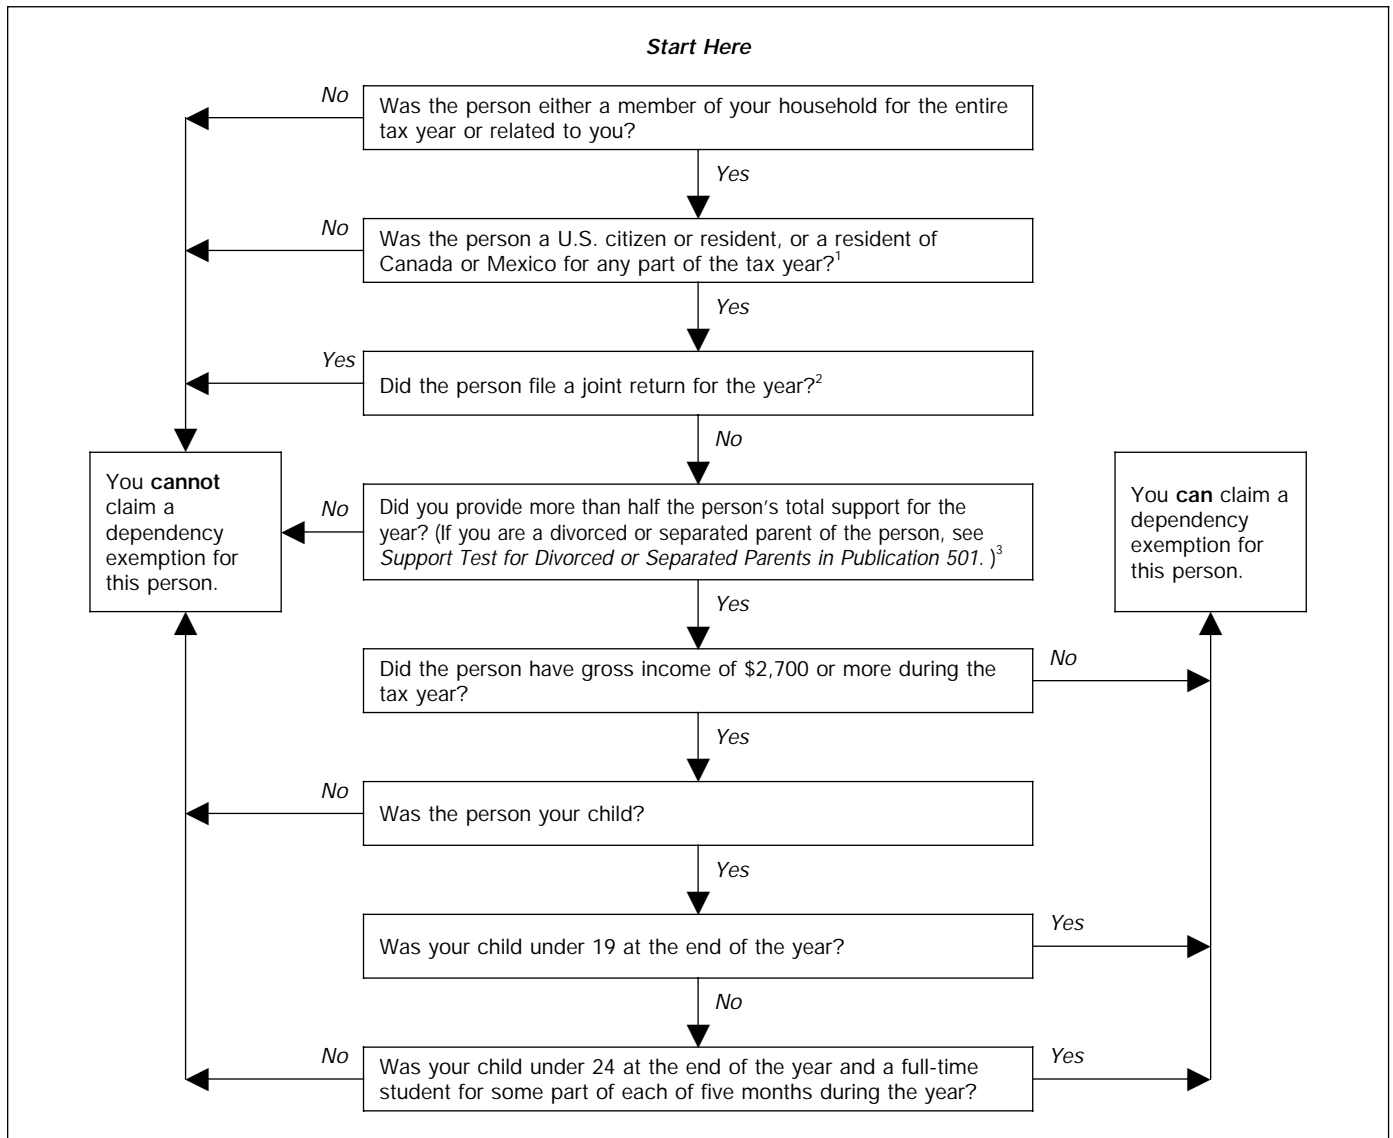 Start Here
No
Was the person either a member of your household for the entire
tax year or related to you?
Yes
No
Was the person a U.S. citizen or resident, or a resident of
Canada or Mexico for any part of the tax year?1
Yes
Yes
Did the person file a joint return for the year?2
No
You cannot
claim a
dependency
exemption for
this person.
No
Did you provide more than half the person's total support for the
year? (If you are a divorced or separated parent of the person, see
Support Test for Divorced or Separated Parents in Publication 501. )3
You can claim a
dependency
exemption for
this person.
Yes
Did the person have gross income of $2,700 or more during the
tax year?
No
Yes
No
Was the person your child?
Yes
Was your child under 19 at the end of the year?
Yes
No
No
Was your child under 24 at the end of the year and a full-time
student for some part of each of five months during the year?
Yes